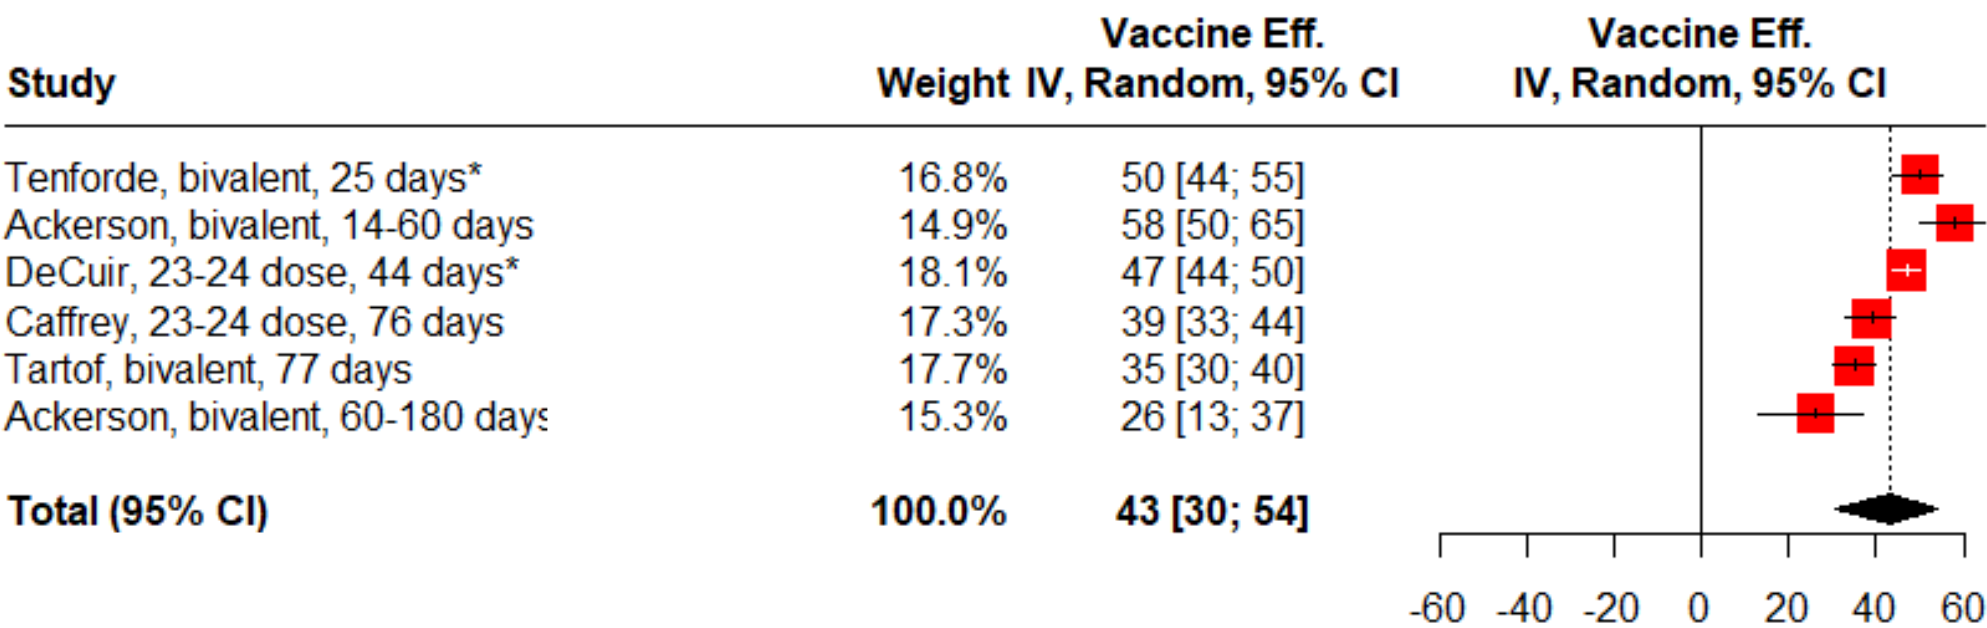 Vaccine Eff. Vaccine Eff.
Study Weight IV, Random, 95% CI IV, Random, 95% CI
Tenforde, bivalent, 25 days* 16.8% 50 [44; 55]
Ackerson, bivalent, 14-60 days 14.9% 58 [50; 65]
DeCuir, 23-24 dose, 44 days* 18.1% 47 [44; 50]
Caffrey, 23-24 dose, 76 days 17.3% 39 [33; 44]
Tartof, bivalent, 77 days 17.7% 35 [30; 40]
Ackerson, bivalent, 60-180 days 15.3% 26 [13; 37]
Total (95% CI) 100.0% 43 [30; 54]
-60 -40 -20 0 20 40 60